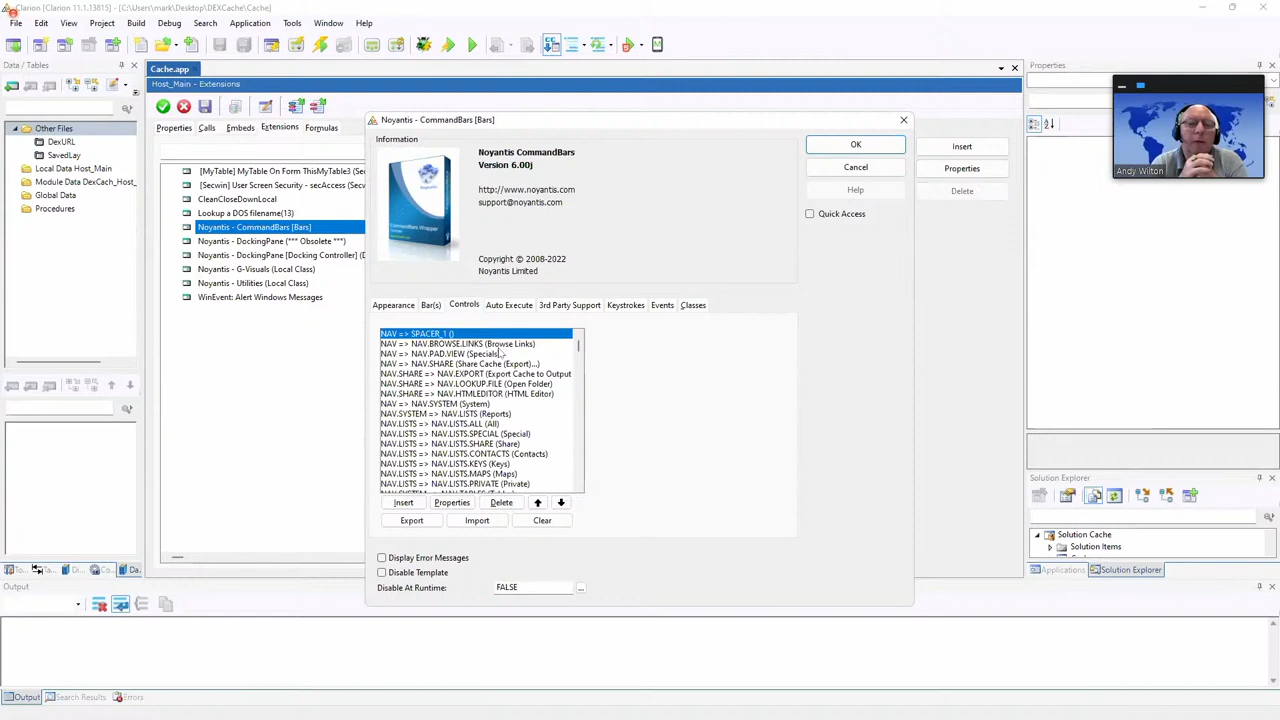 Clarion [Clarion 11.1.13815] - [C:\Users\mark\Desktop\DEXCache\Cache]
File Edit View Project Build Debug Search Application Tools Window Help
Data / Tables
Other Files
DexURL
SavedLay
Local Data Host_Main
Module Data DexCach_Host_
Global Data
Procedures
Cache.app
Host_Main - Extensions
Properties Calls Embeds Extensions Formulas
[MyTable] MyTable On Form ThisMyTable3 (Se
[Secwin] User Screen Security - secAccess (Se
CleanCloseDownLocal
Lookup a DOS filename(13)
Noyantis - CommandBars [Bars]
Noyantis - DockingPane (*** Obsolete ***)
Noyantis - DockingPane [Docking Controller] (D
Noyantis - G-Visuals (Local Class)
Noyantis - Utilities (Local Class)
WinEvent: Alert Windows Messages
Noyantis - CommandBars [Bars]
Information
Noyantis CommandBars
Version 6.00j
http://www.noyantis.com
support@noyantis.com
Copyright © 2008-2022
Noyantis Limited
CommandBars Wrapper
OK
Cancel
Help
Quick Access
Insert
Properties
Delete
Appearance Bar(s) Controls Auto Execute 3rd Party Support Keystrokes Events Classes
NAV => SPACER_1 ()
NAV => NAV.BROWSE.LINKS (Browse Links)
NAV => NAV.PAD.VIEW (Specials
NAV => NAV.SHARE (Share Cache (Export)...)
NAV.SHARE => NAV.EXPORT (Export Cache to Output
NAV.SHARE => NAV.LOOKUP.FILE (Open Folder)
NAV.SHARE => NAV.HTMLEDITOR (HTML Editor)
NAV => NAV.SYSTEM (System)
NAV.SYSTEM => NAV.LISTS (Reports)
NAV.LISTS => NAV.LISTS.ALL (All)
NAV.LISTS => NAV.LISTS.SPECIAL (Special)
NAV.LISTS => NAV.LISTS.SHARE (Share)
NAV.LISTS => NAV.LISTS.CONTACTS (Contacts)
NAV.LISTS => NAV.LISTS.KEYS (Keys)
NAV.LISTS => NAV.LISTS.MAPS (Maps)
NAV.LISTS => NAV.LISTS.PRIVATE (Private)
Insert Properties Delete
Export Import Clear
Display Error Messages
Disable Template
Disable At Runtime: FALSE ...
Properties
Andy Wilton
Solution Explorer
Solution Cache
Solution Items
Applications Solution Explorer
Output
Output Search Results Errors